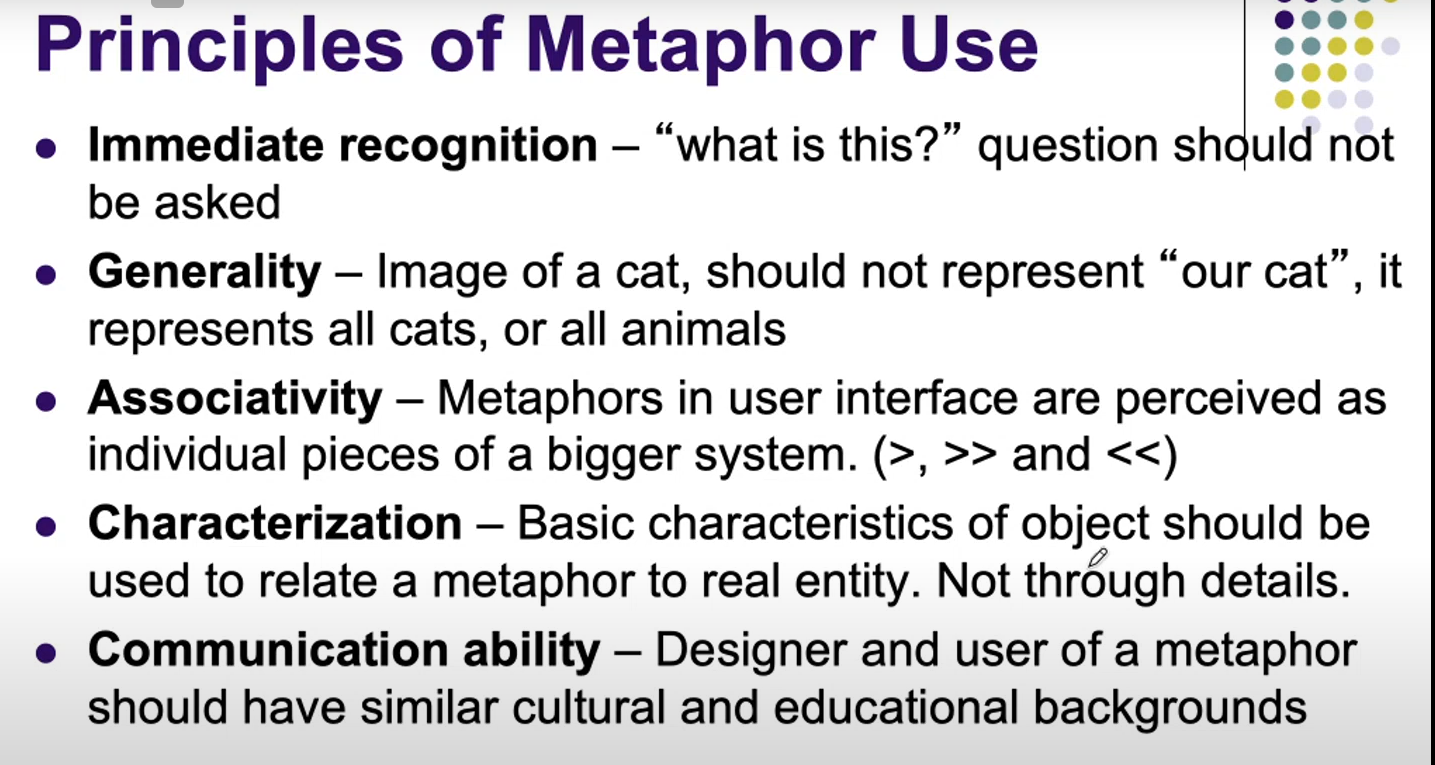 Principles of Metaphor Use
● Immediate recognition – “what is this?” question should not
be asked
● Generality – Image of a cat, should not represent “our cat”, it
represents all cats, or all animals
● Associativity – Metaphors in user interface are perceived as
individual pieces of a bigger system. (>, >> and <<)
● Characterization – Basic characteristics of object should be
used to relate a metaphor to real entity. Not through details.
● Communication ability – Designer and user of a metaphor
should have similar cultural and educational backgrounds